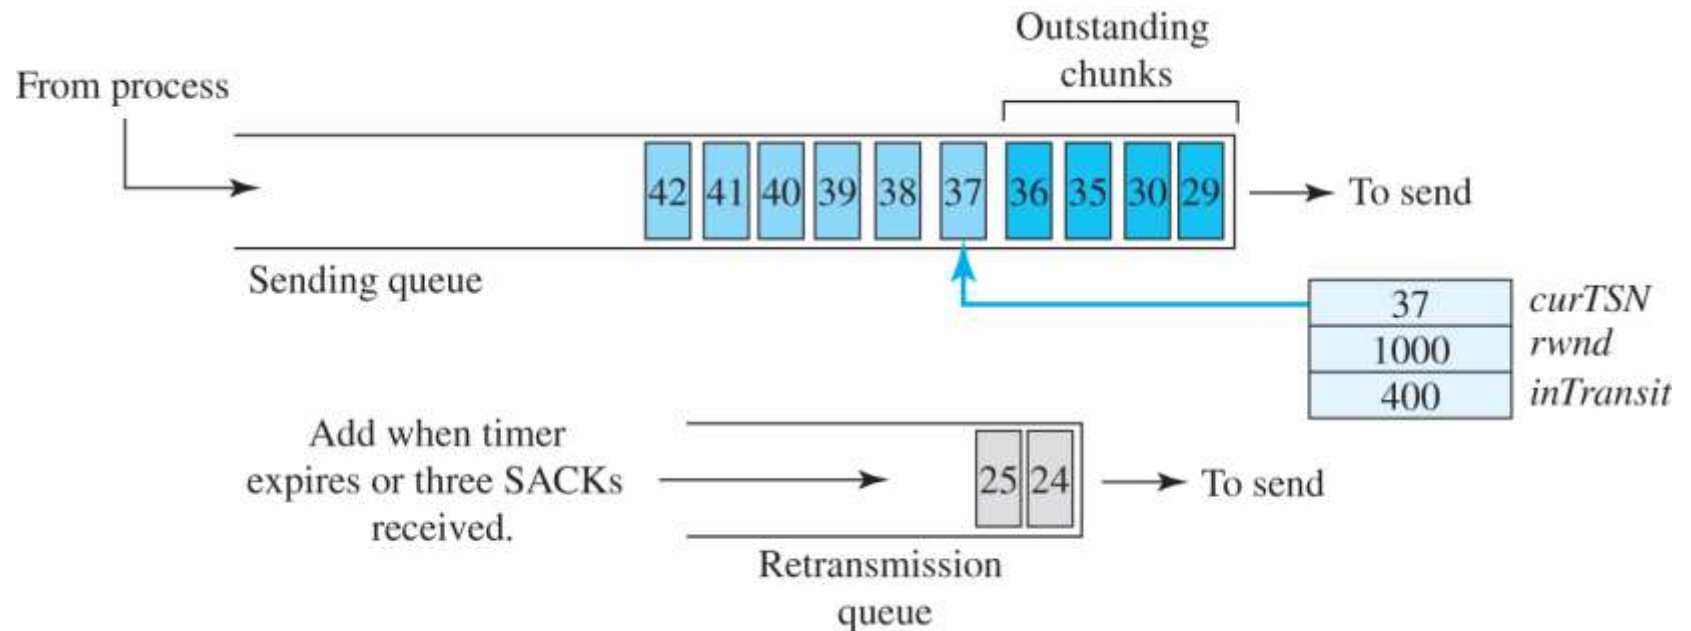 Outstanding
chunks
From process
42 41 40 39 38 37 36 35 30 29
To send
Sending queue
37 curTSN
1000 rwnd
400 inTransit
Add when timer
expires or three SACKs
received.
25 24
To send
Retransmission
queue